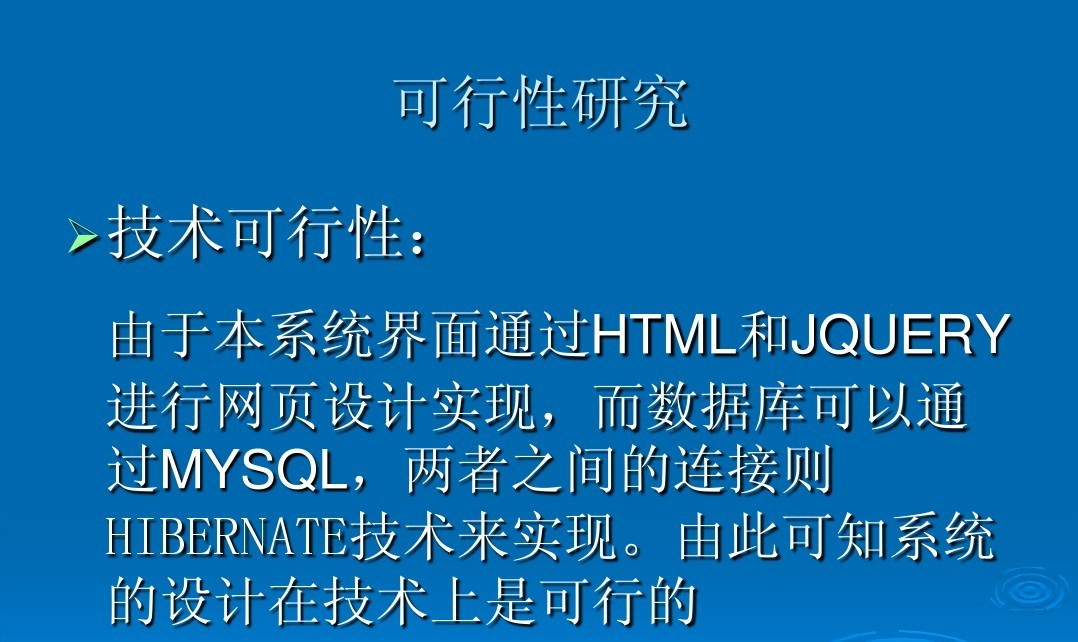 可行性研究
技术可行性：
由于本系统界面通过HTML和JQUERY
进行网页设计实现，而数据库可以通
过MYSQL，两者之间的连接则
HIBERNATE技术来实现。由此可知系统
的设计在技术上是可行的